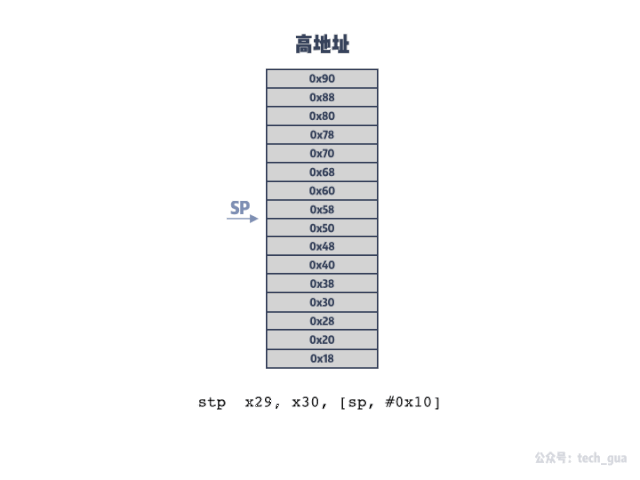 高地址
0x90
0x88
0x80
0x78
0x70
0x68
0x60
SP
0x58
0x50
0x48
0x40
0x38
0x30
0x28
0x20
0x18
stp  x29, x30, [sp, #0x10]
公众号：tech_gua